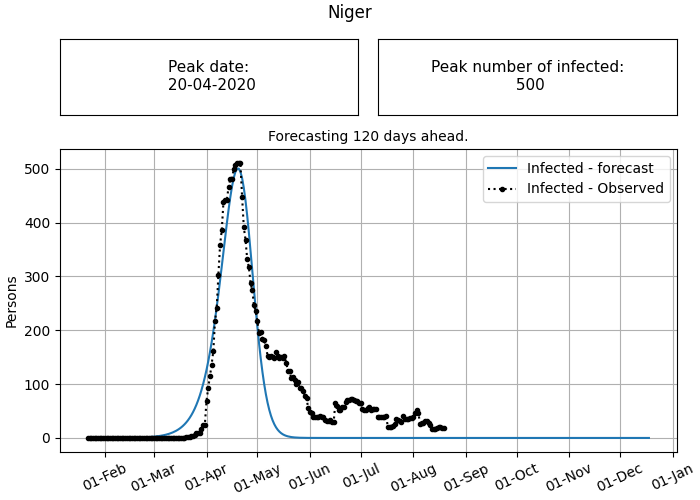 Niger
Peak date:
20-04-2020
Peak number of infected:
500
Forecasting 120 days ahead.
Infected - forecast
Infected - Observed
Persons
500
400
300
200
100
0
01-Feb
01-Mar
01-Apr
01-May
01-Jun
01-Jul
01-Aug
01-Sep
01-Oct
01-Nov
01-Dec
01-Jan